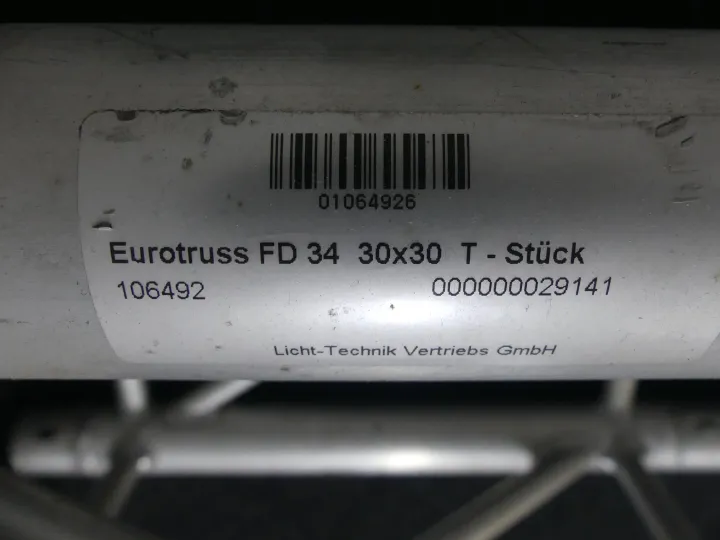 01064926
Eurotruss FD 34 30x30 T - Stück
106492 000000029141
Licht-Technik Vertriebs GmbH